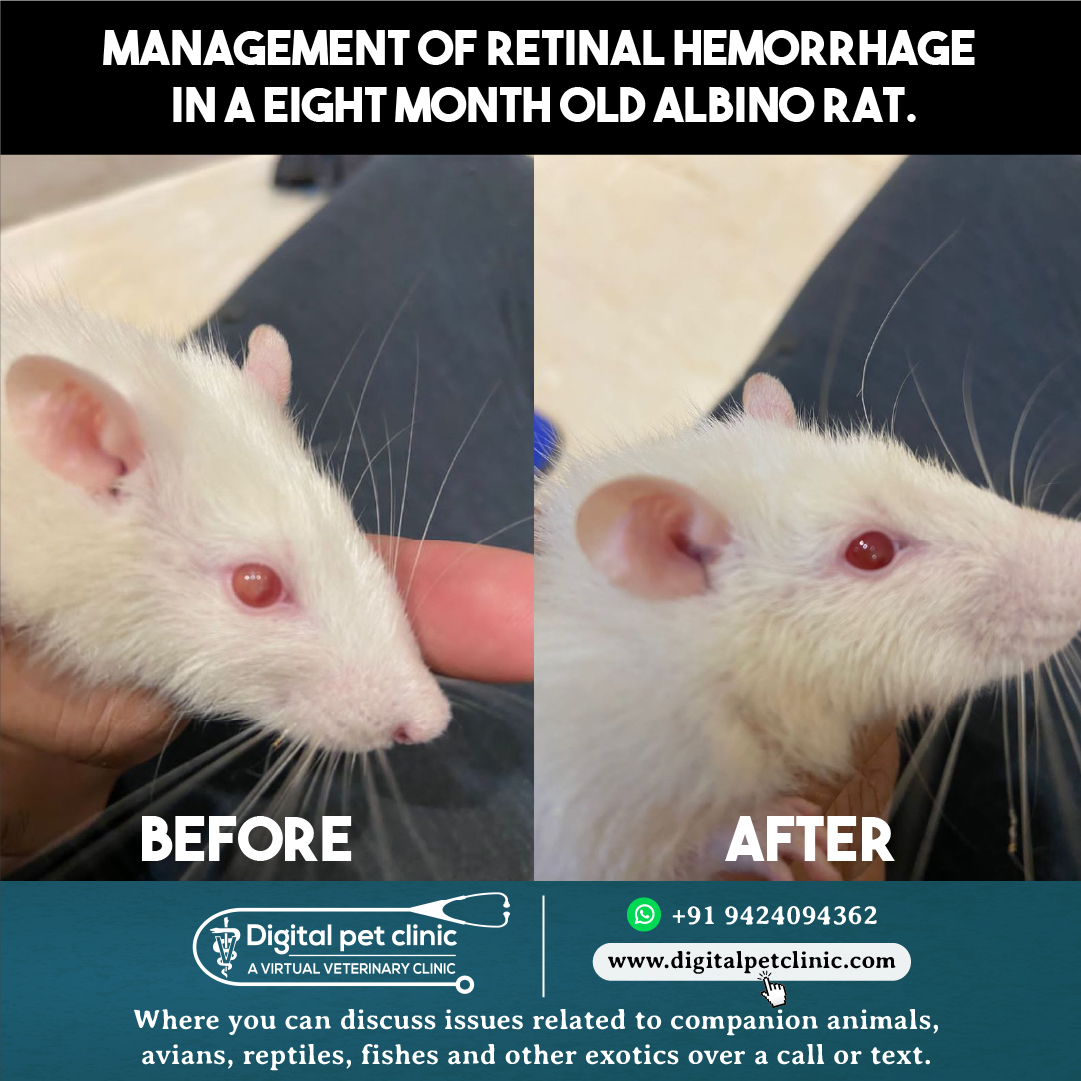 MANAGEMENT OF RETINAL HEMORRHAGE
IN A EIGHT MONTH OLD ALBINO RAT.
BEFORE
AFTER
Digital pet clinic
A VIRTUAL VETERINARY CLINIC
+91 9424094362
www.digitalpetclinic.com
Where you can discuss issues related to companion animals,
avians, reptiles, fishes and other exotics over a call or text.